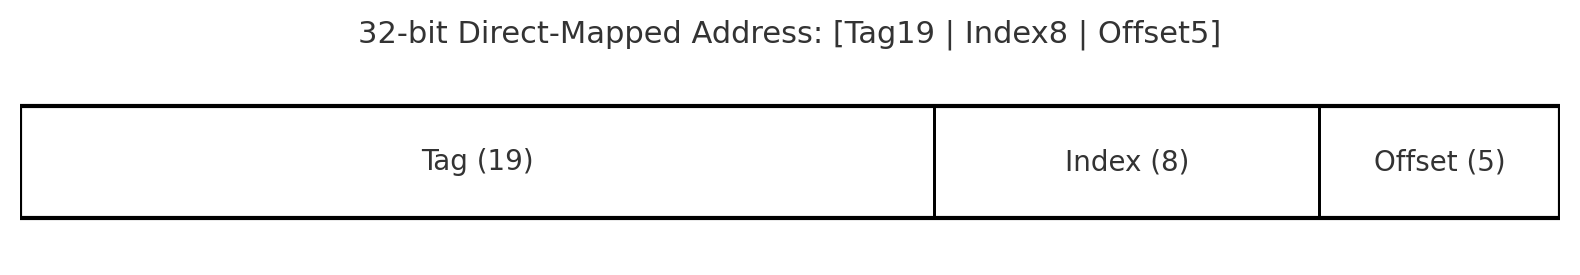 32-bit Direct-Mapped Address: [Tag19 | Index8 | Offset5]
Tag (19) Index (8) Offset (5)